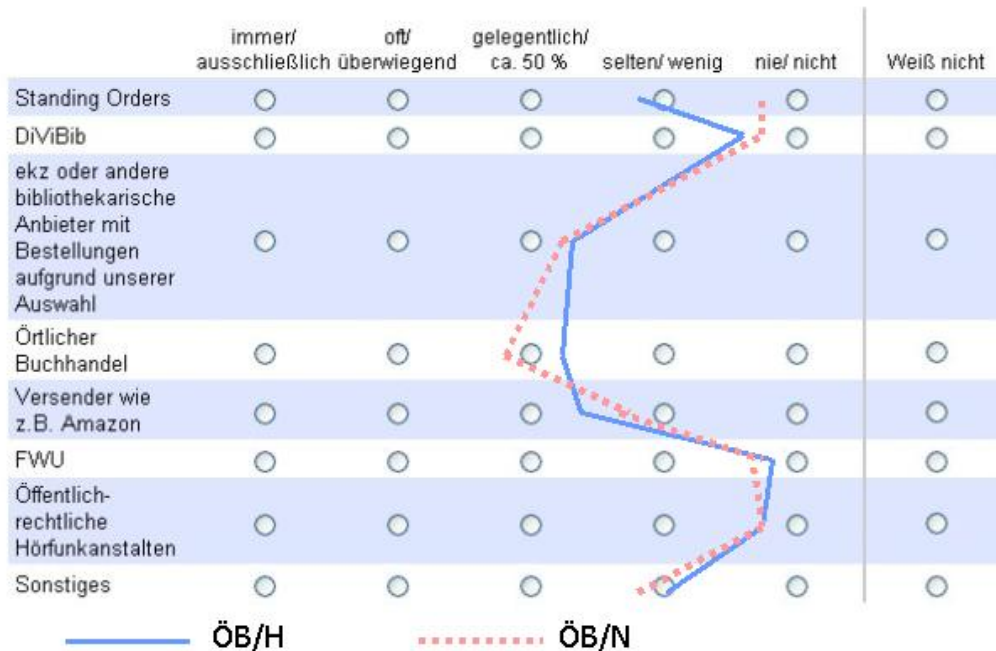 immer/
ausschließlich
oft/
überwiegend
gelegentlich/
ca. 50 %
selten/ wenig
nie/ nicht
Weiß nicht
Standing Orders
DiViBib
ekz oder andere
bibliothekarische
Anbieter mit
Bestellungen
aufgrund unserer
Auswahl
Örtlicher
Buchhandel
Versender wie
z.B. Amazon
FWU
Öffentlich-
rechtliche
Hörfunkanstalten
Sonstiges
ÖB/H
ÖB/N